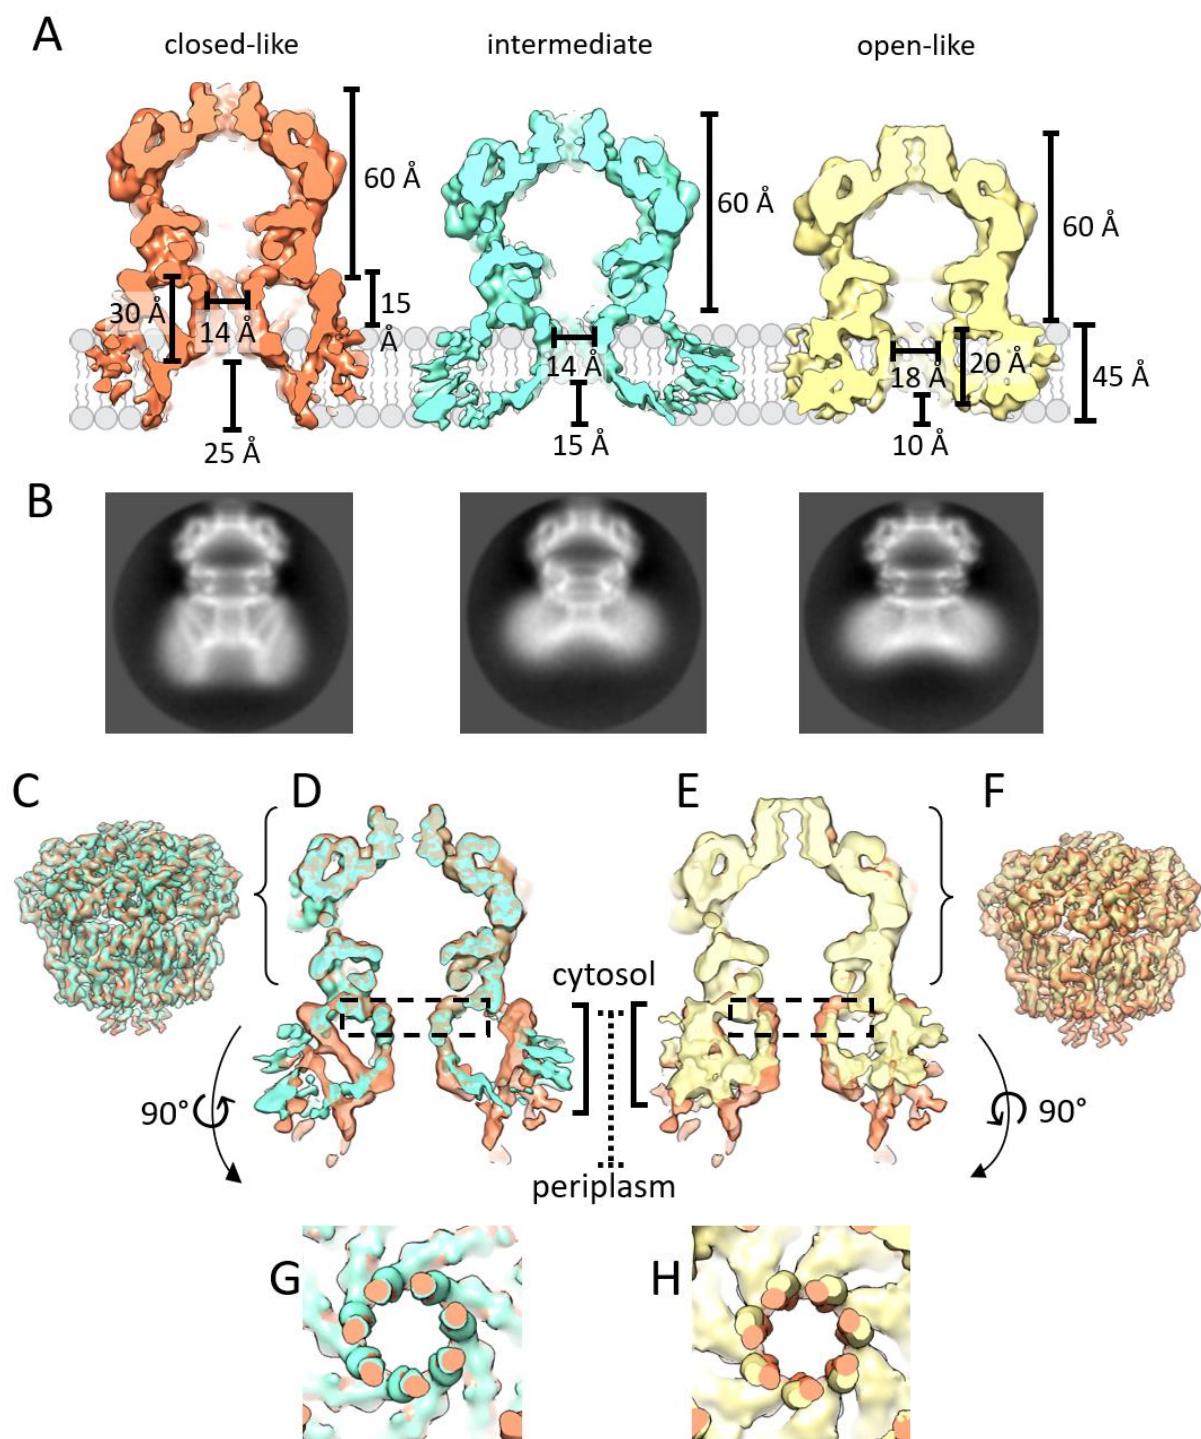 A
closed-like
intermediate
open-like
60 Å
60 Å
60 Å
30 Å
14 Å
15
Å
14 Å
18 Å
20 Å
45 Å
25 Å
15 Å
10 Å
B
C
D
E
F
cytosol
90°
90°
periplasm
G
H